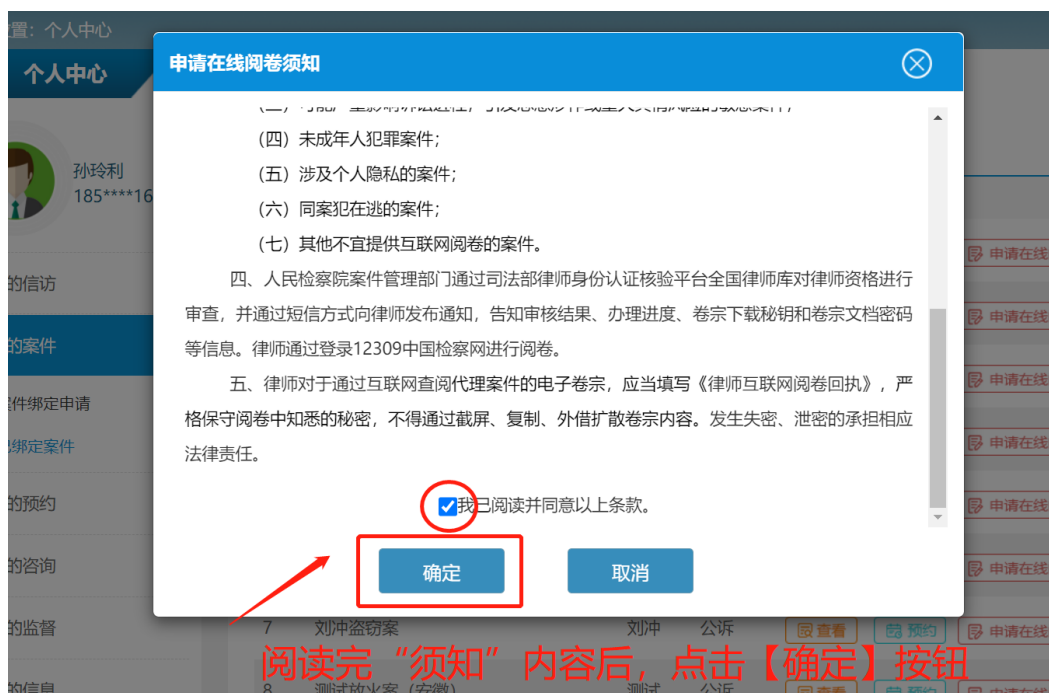 置：个人中心
个人中心
申请在线阅卷须知
（四）未成年人犯罪案件；
孙玲利
（五）涉及个人隐私的案件；
185****16
（六）同案犯在逃的案件；
（七）其他不宜提供互联网阅卷的案件。
申请在线
四、人民检察院案件管理部门通过司法部律师身份认证核验平台全国律师库对律师资格进行
的信访
审查，并通过短信方式向律师发布通知，告知审核结果、办理进度、卷宗下载秘钥和卷宗文档密码
申请在线
等信息。律师通过登录12309中国检察网进行阅卷。
的案件
五、律师对于通过互联网查阅代理案件的电子卷宗，应当填写《律师互联网阅卷回执》，严
申请在线
件绑定申请
格保守阅卷中知悉的秘密，不得通过截屏、复制、外借扩散卷宗内容。发生失密、泄密的承担相应
绑定案件
申请在线
法律责任。
的预约
我已阅读并同意以上条款。
申请在线
的咨询
确定
取消
申请在线
的监督
7 刘冲盗窃案 刘冲 公诉 查看 预约 申请在线
阅读完“须知”内容后，点击【确定】按钮
的信息
8 测试放火案（安徽） 测试 公诉 查看 预约 申请在线